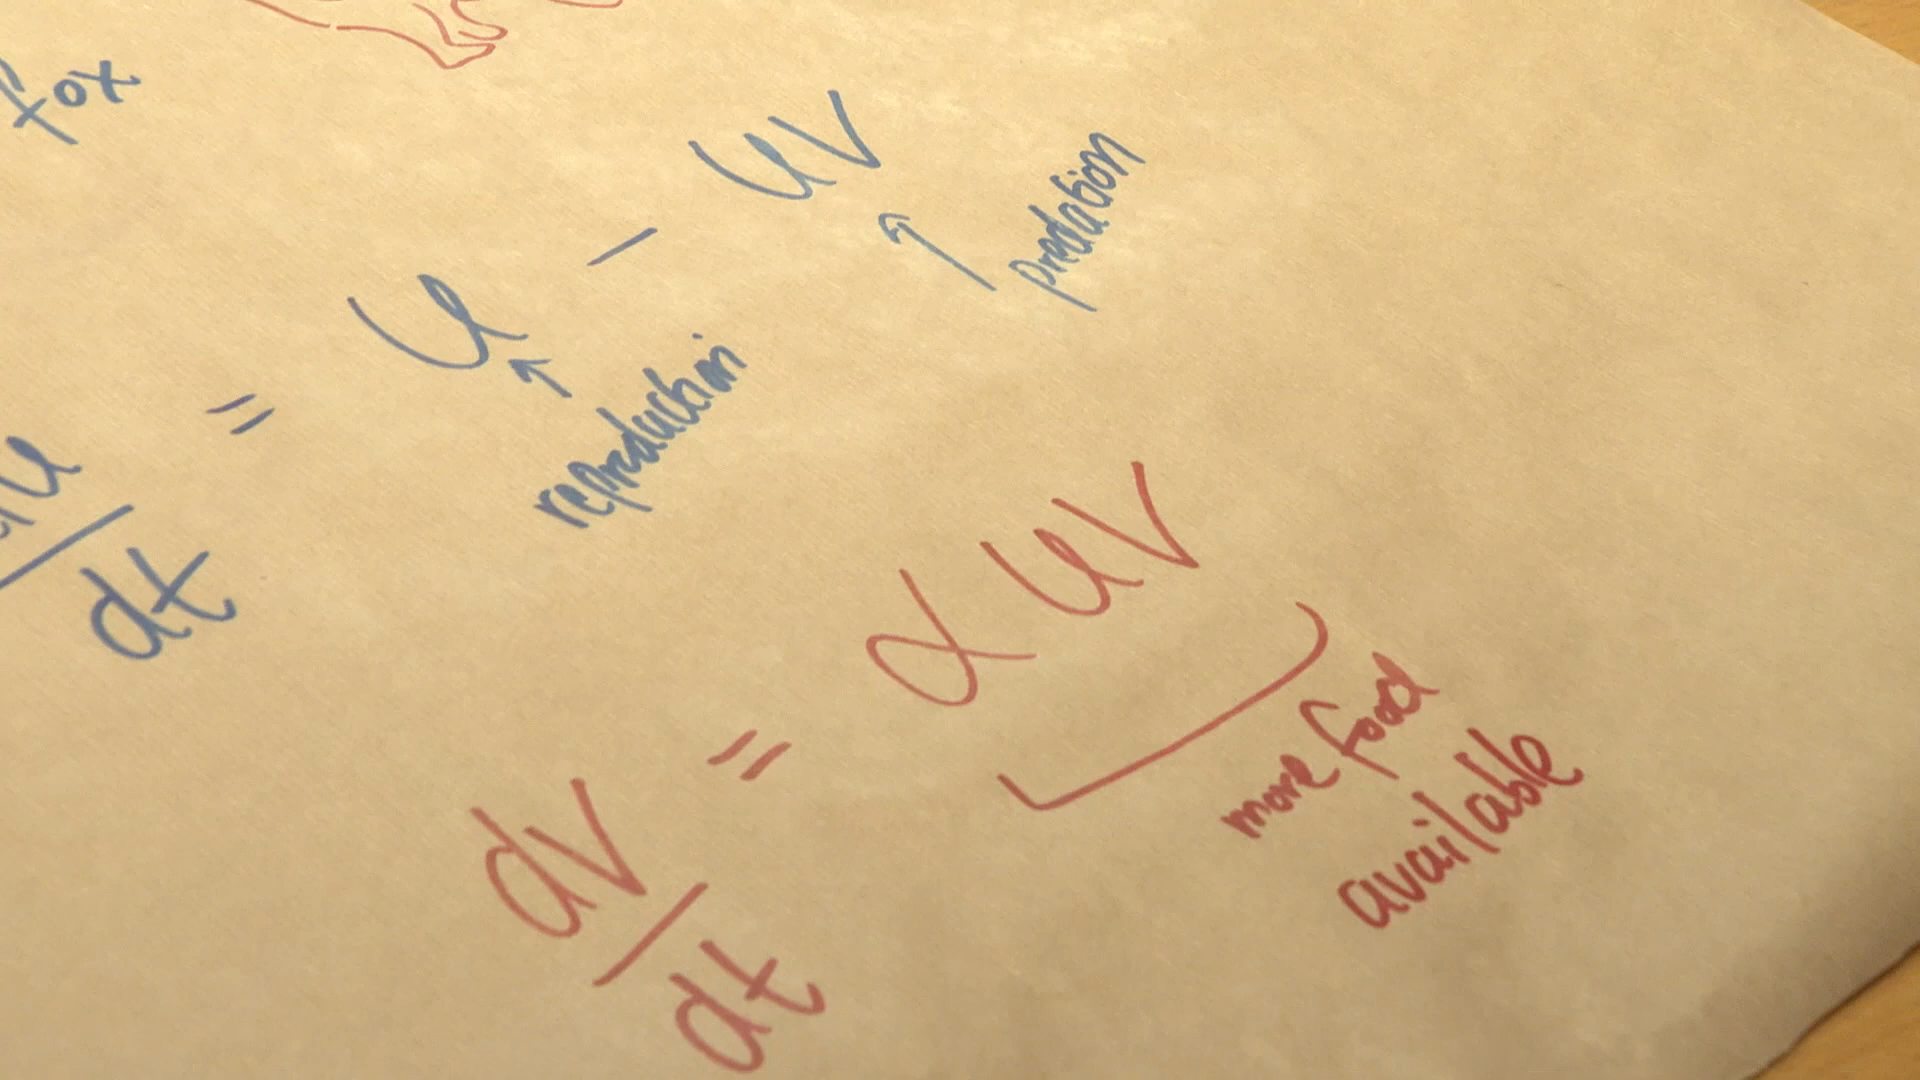 fox
du/dt = u - uv
reproduction
predation
dv/dt = αuv
more food
available